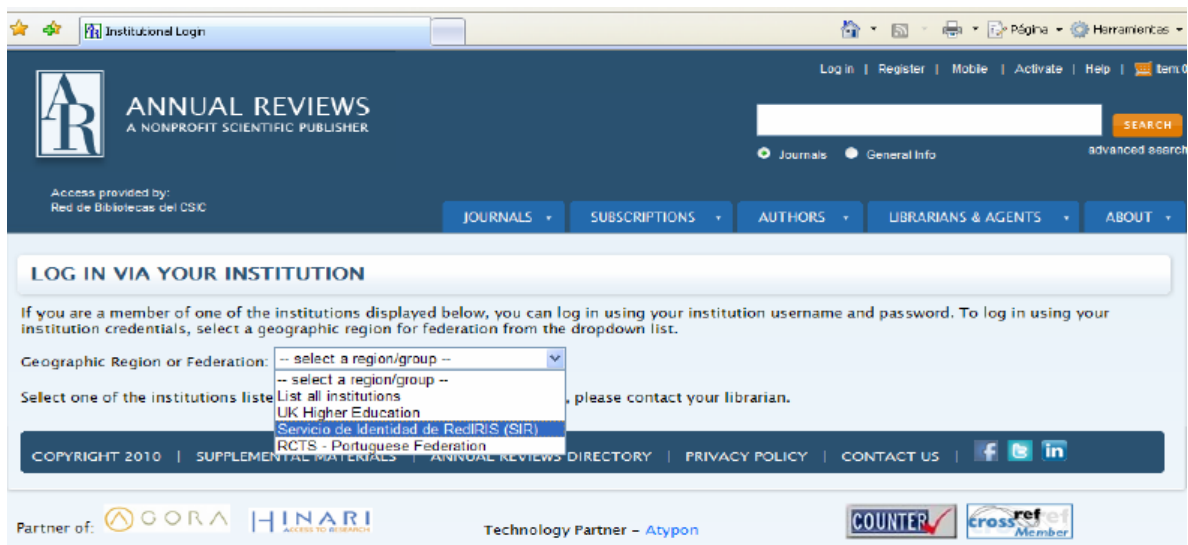 Institutional Login
Página
Herramientas
Log in | Register | Mobile | Activate | Help | item:0
AR
ANNUAL REVIEWS
A NONPROFIT SCIENTIFIC PUBLISHER
SEARCH
Journals General Info advanced search
Access provided by:
Red de Bibliotecas del CSIC
JOURNALS SUBSCRIPTIONS AUTHORS LIBRARIANS & AGENTS ABOUT
LOG IN VIA YOUR INSTITUTION
If you are a member of one of the institutions displayed below, you can log in using your institution username and password. To log in using your
institution credentials, select a geographic region for federation from the dropdown list.
Geographic Region or Federation: -- select a region/group --
-- select a region/group --
List all institutions
Select one of the institutions liste , please contact your librarian.
UK Higher Education
Servicio de Identidad de RedIRIS (SIR)
RCTS - Portuguese Federation
COPYRIGHT 2010 | SUPPLEMENTAL MATERIALS | ANNUAL REVIEWS DIRECTORY | PRIVACY POLICY | CONTACT US |
Partner of: AGORA HINARI
ACCESS TO RESEARCH
Technology Partner – Atypon
COUNTER
crossref
Member